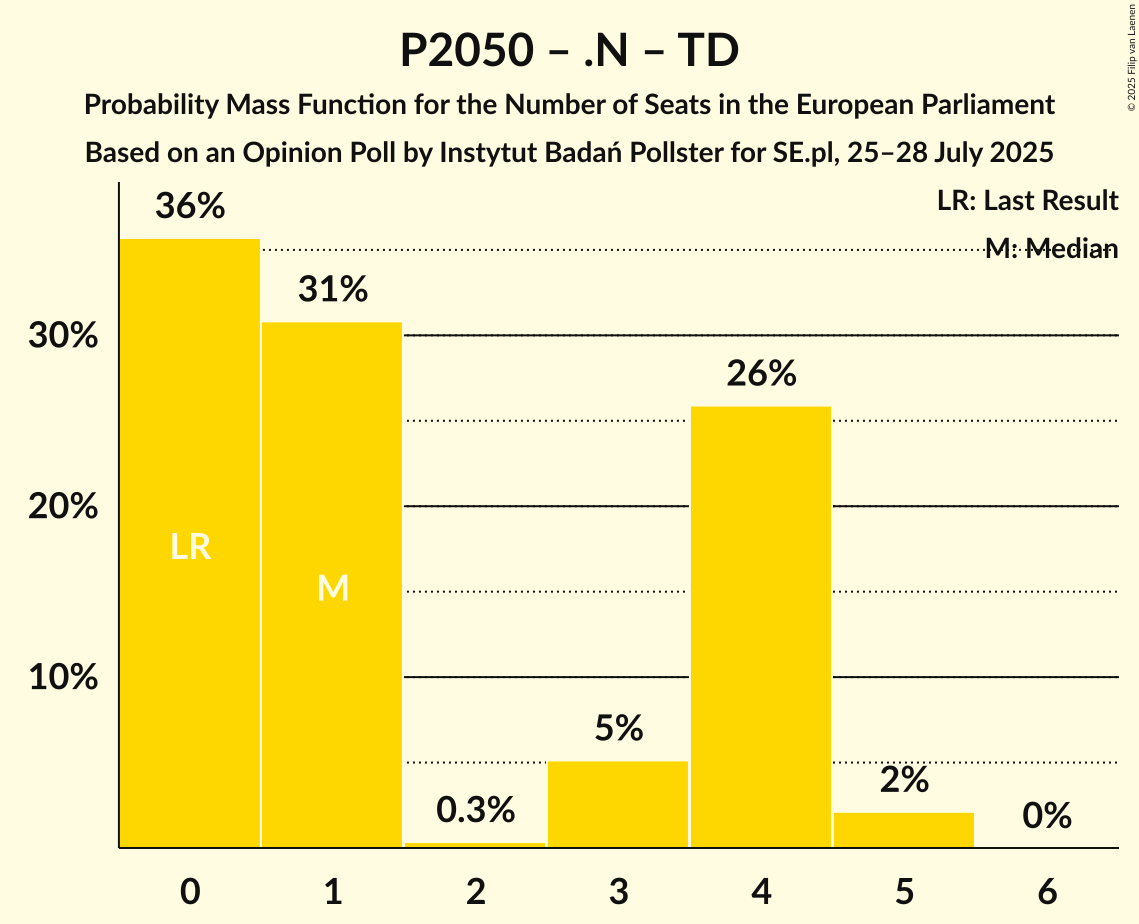 P2050 – .N – TD
Probability Mass Function for the Number of Seats in the European Parliament
Based on an Opinion Poll by Instytut Badań Pollster for SE.pl, 25–28 July 2025
© 2025 Filip van Laenen
LR: Last Result
M: Median
36%
31%
30%
26%
20%
LR
M
10%
5%
2%
0.3%
0%
0 1 2 3 4 5 6